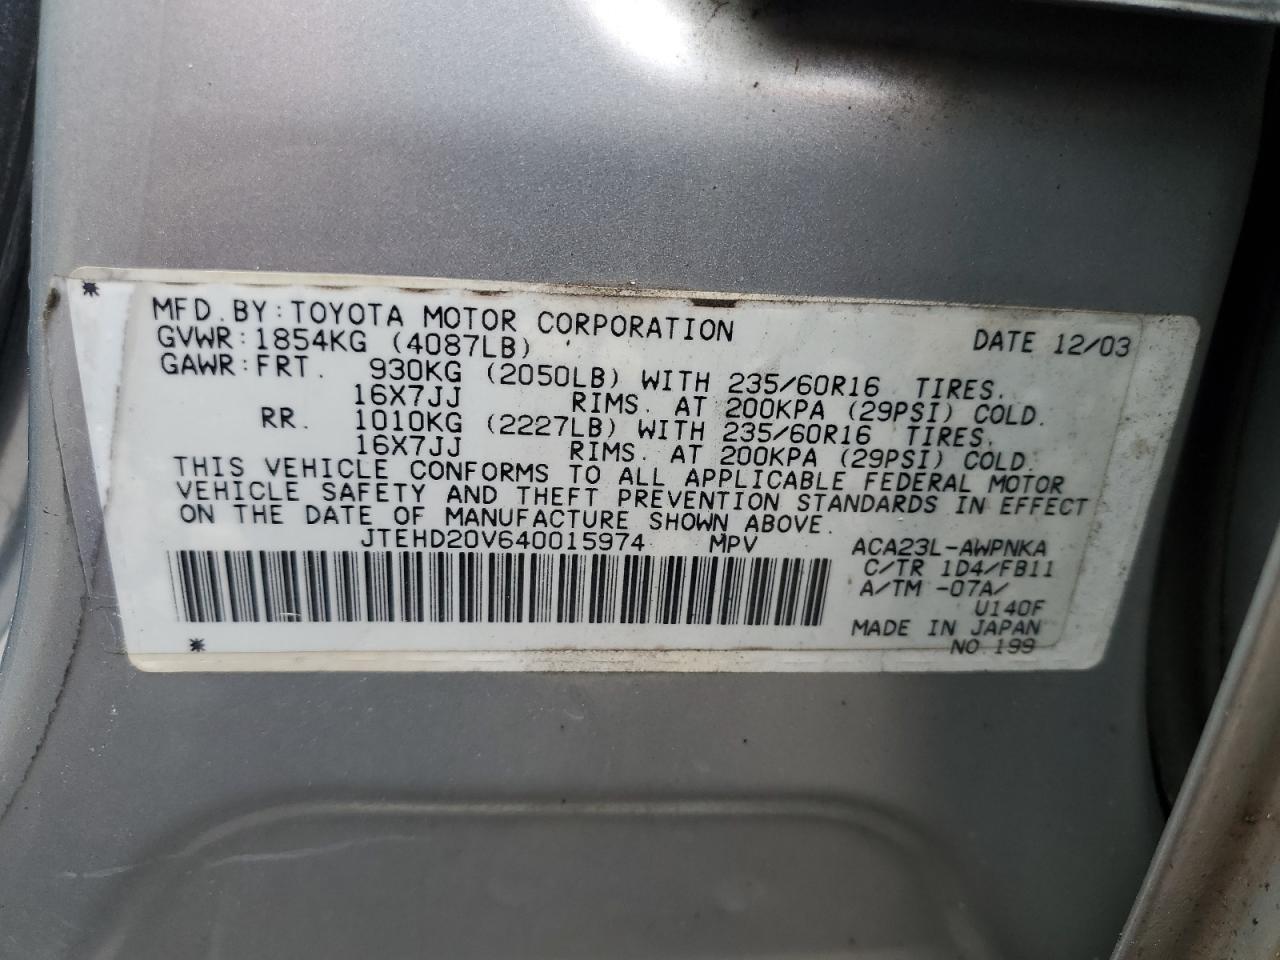 MFD. BY: TOYOTA MOTOR CORPORATION DATE 12/03
GVWR: 1854KG (4087LB)
GAWR: FRT. 930KG (2050LB) WITH 235/60R16 TIRES.
16X7JJ RIMS. AT 200KPA (29PSI) COLD.
RR. 1010KG (2227LB) WITH 235/60R16 TIRES.
16X7JJ RIMS. AT 200KPA (29PSI) COLD.
THIS VEHICLE CONFORMS TO ALL APPLICABLE FEDERAL MOTOR
VEHICLE SAFETY AND THEFT PREVENTION STANDARDS IN EFFECT
ON THE DATE OF MANUFACTURE SHOWN ABOVE.
JTEHD20V640015974 MPV ACA23L-AWPNKA
C/TR 1D4/FB11
A/TM -07A/
U140F
MADE IN JAPAN
NO.199